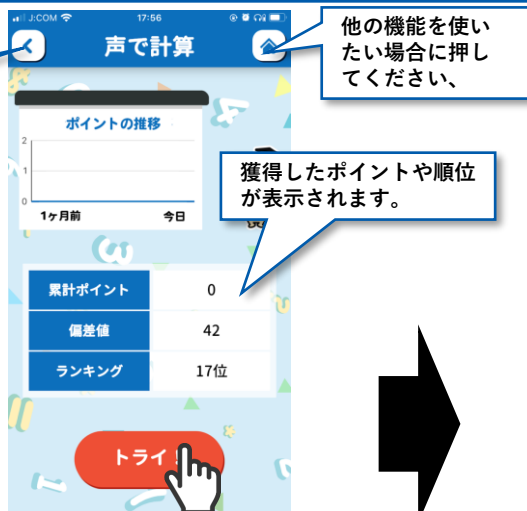 J:COM
17:56
声で計算
他の機能を使い
たい場合に押し
てください、
ポイントの推移
2
1
0
1ヶ月前
今日
獲得したポイントや順位
が表示されます。
累計ポイント
0
偏差値
42
ランキング
17位
トライ